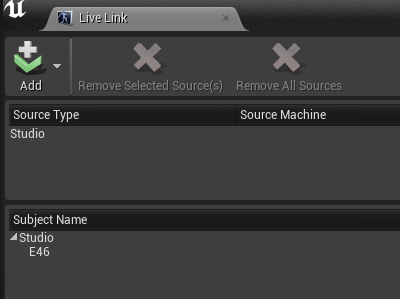 Live Link
Add
Remove Selected Source(s)
Remove All Sources
Source Type
Source Machine
Studio
Subject Name
Studio
E46